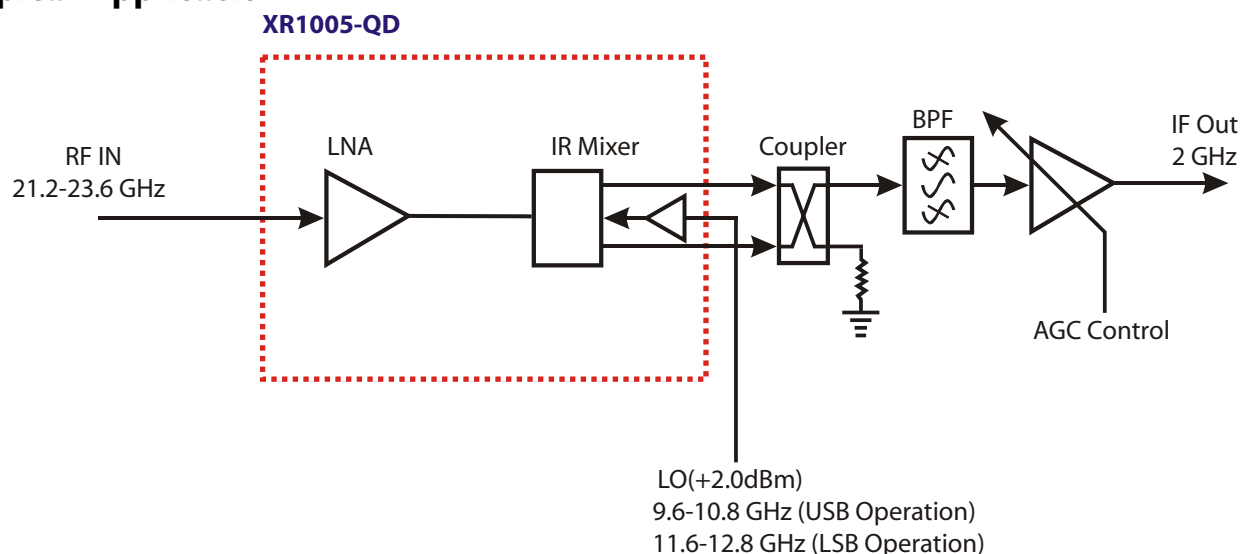 XR1005-QD
LNA
IR Mixer
Coupler
BPF
IF Out
2 GHz
RF IN
21.2-23.6 GHz
AGC Control
LO(+2.0dBm)
9.6-10.8 GHz (USB Operation)
11.6-12.8 GHz (LSB Operation)